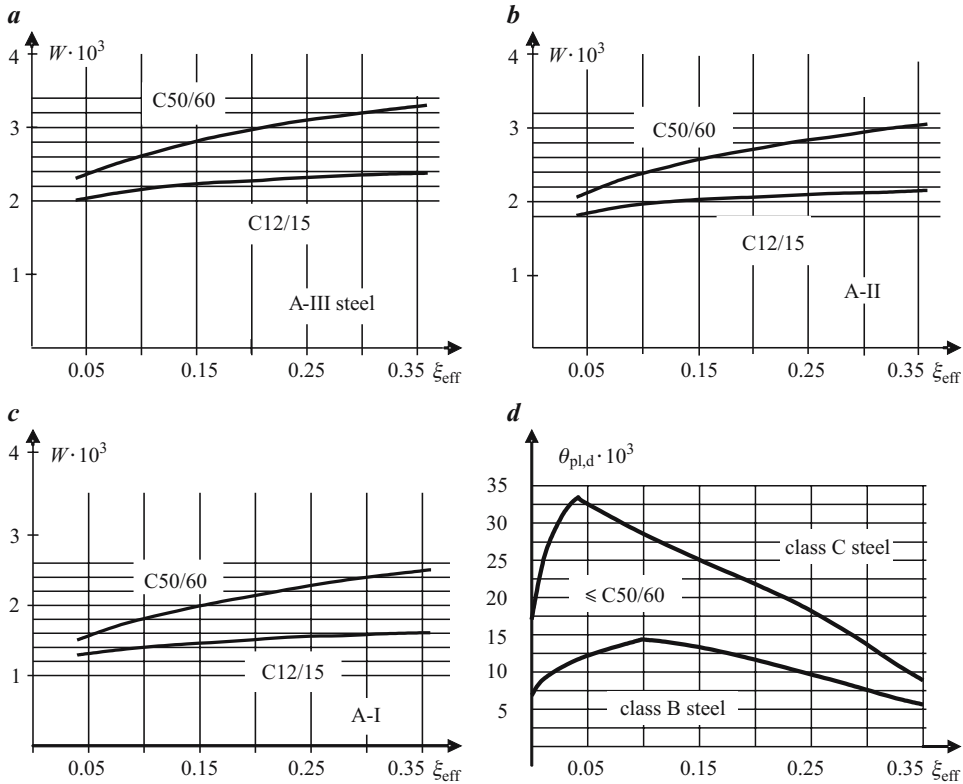 a
W · 10³
4
3
2
1
C50/60
C12/15
A-III steel
0.05 0.15 0.25 0.35 ξeff
b
W · 10³
4
3
2
1
C50/60
C12/15
A-II
0.05 0.15 0.25 0.35 ξeff
c
W · 10³
4
3
2
1
C50/60
C12/15
A-I
0.05 0.15 0.25 0.35 ξeff
d
θpl,d · 10³
35
30
25
20
15
10
5
class C steel
⩽ C50/60
class B steel
0.05 0.15 0.25 0.35 ξeff